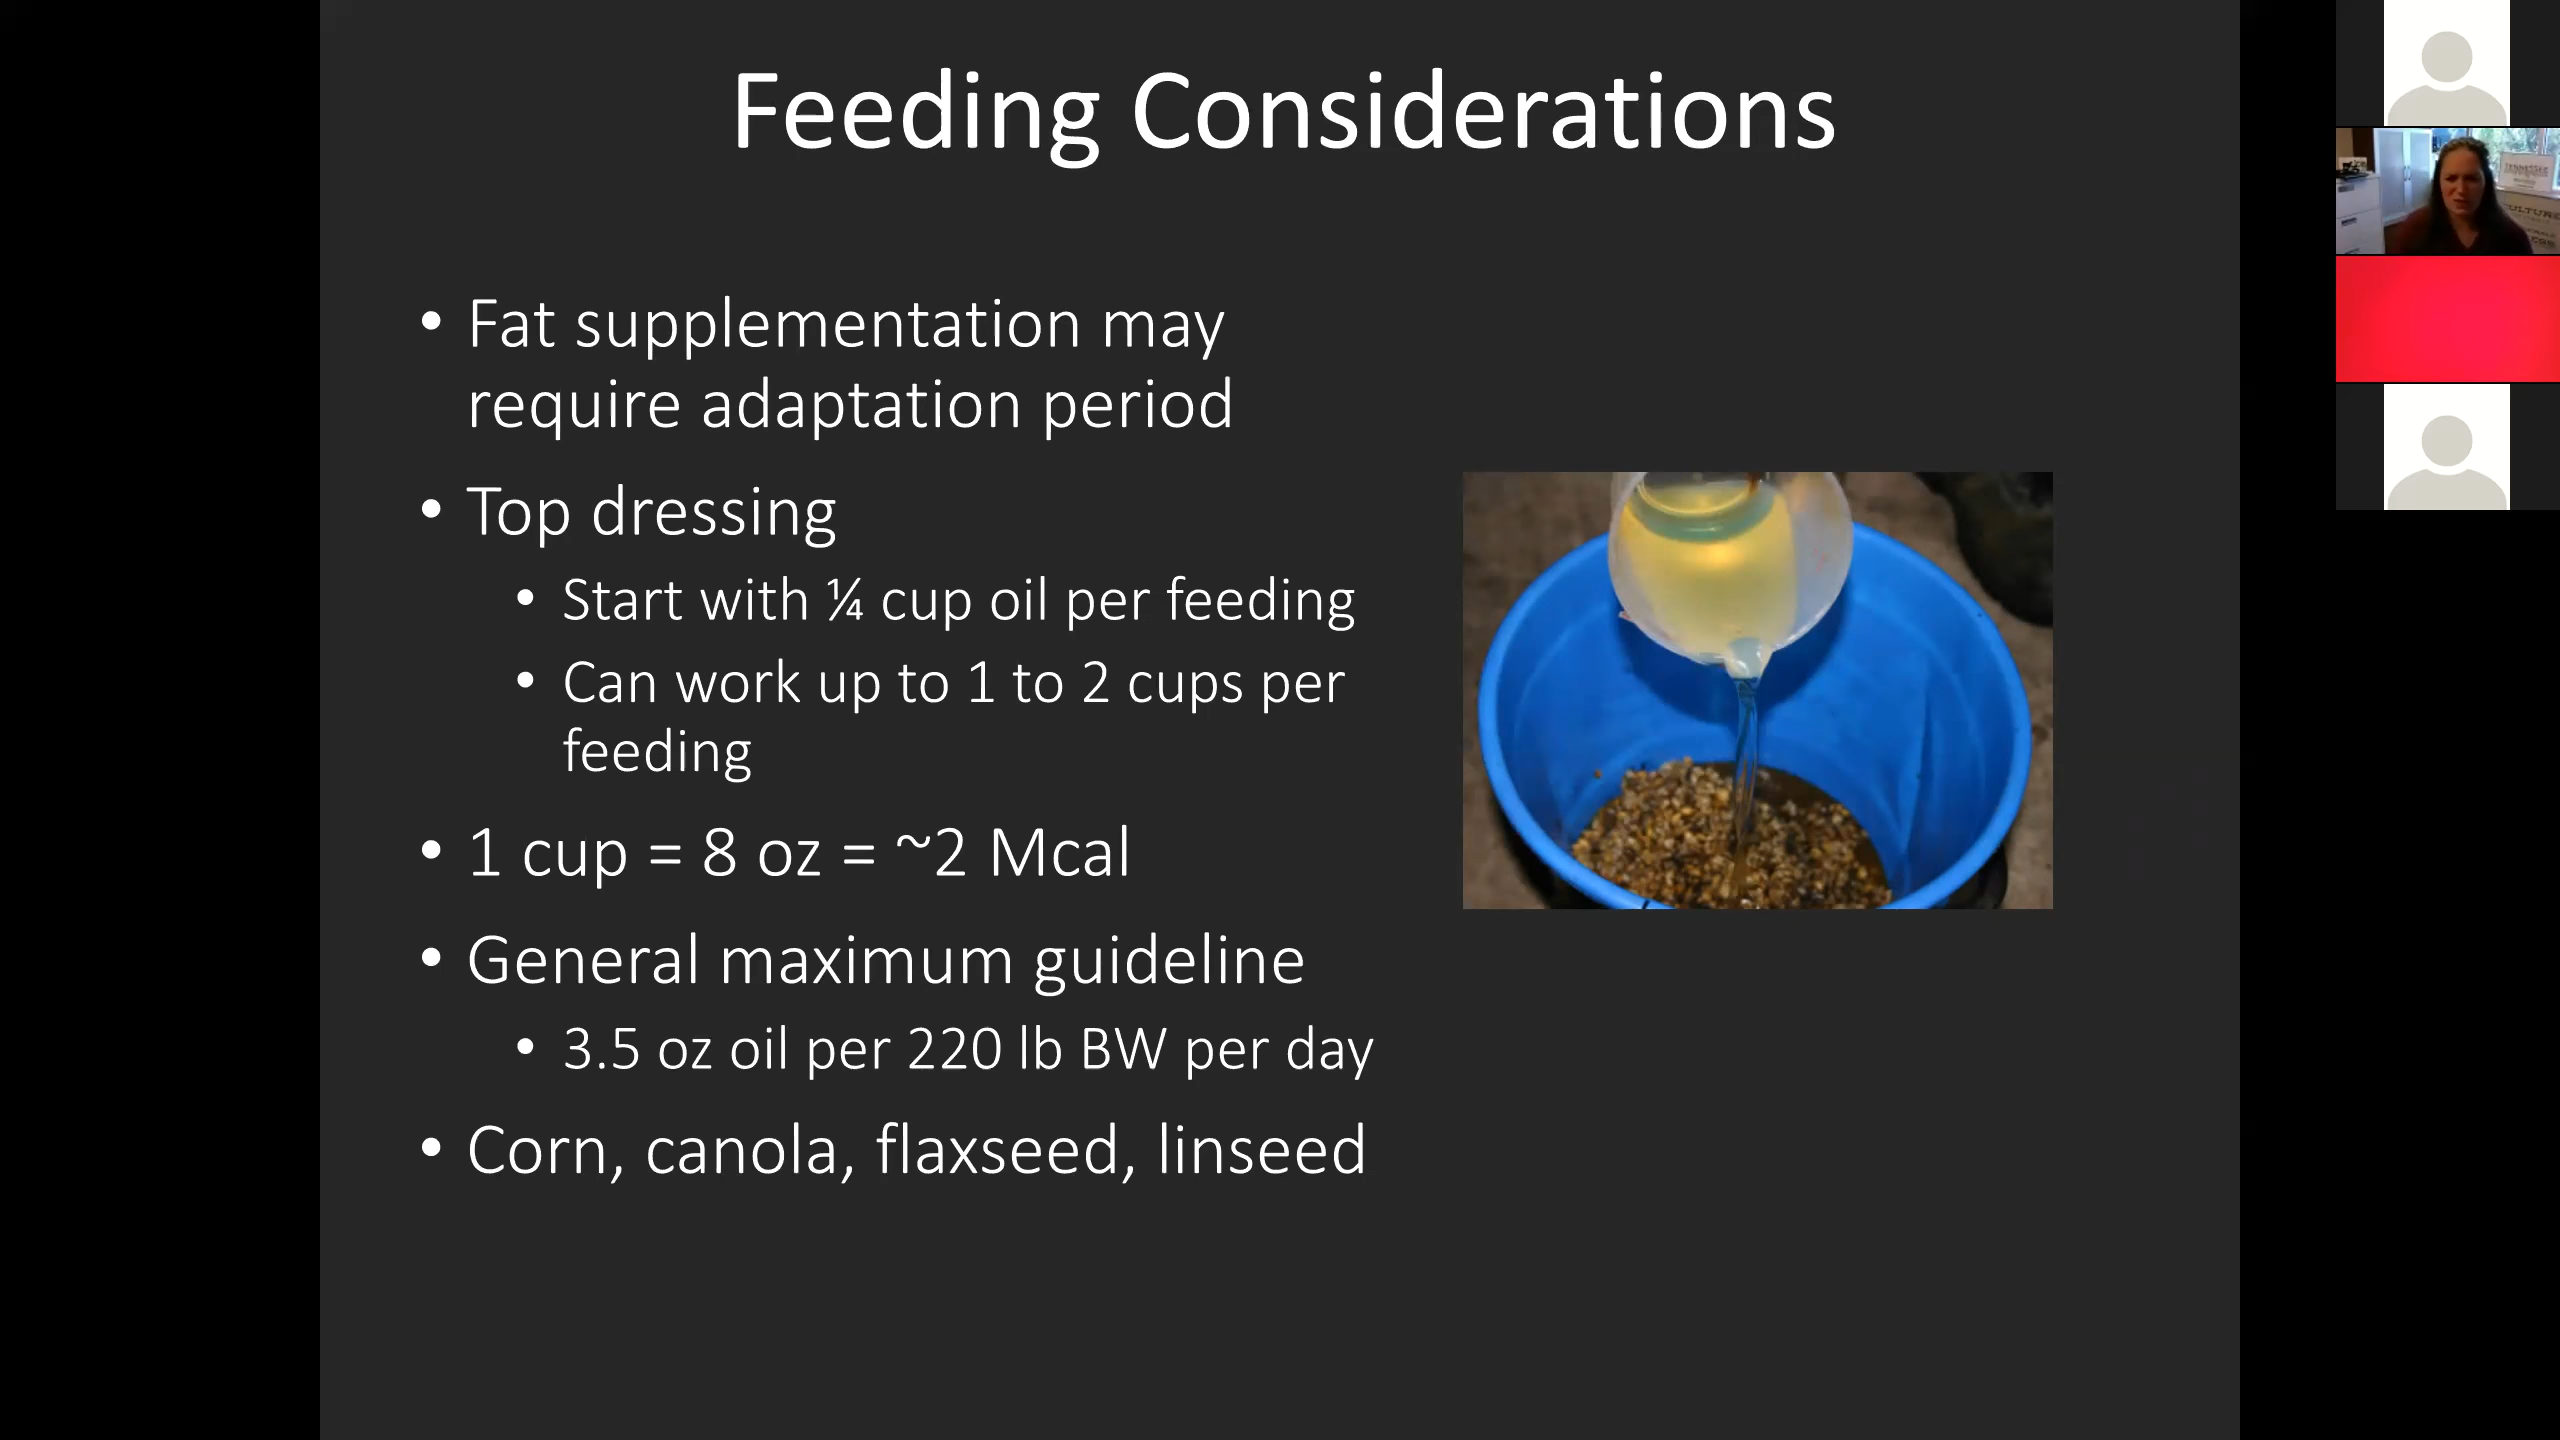 Feeding Considerations
• Fat supplementation may
require adaptation period
• Top dressing
• Start with ¼ cup oil per feeding
• Can work up to 1 to 2 cups per
feeding
• 1 cup = 8 oz = ~2 Mcal
• General maximum guideline
• 3.5 oz oil per 220 lb BW per day
• Corn, canola, flaxseed, linseed
TENNESSEE